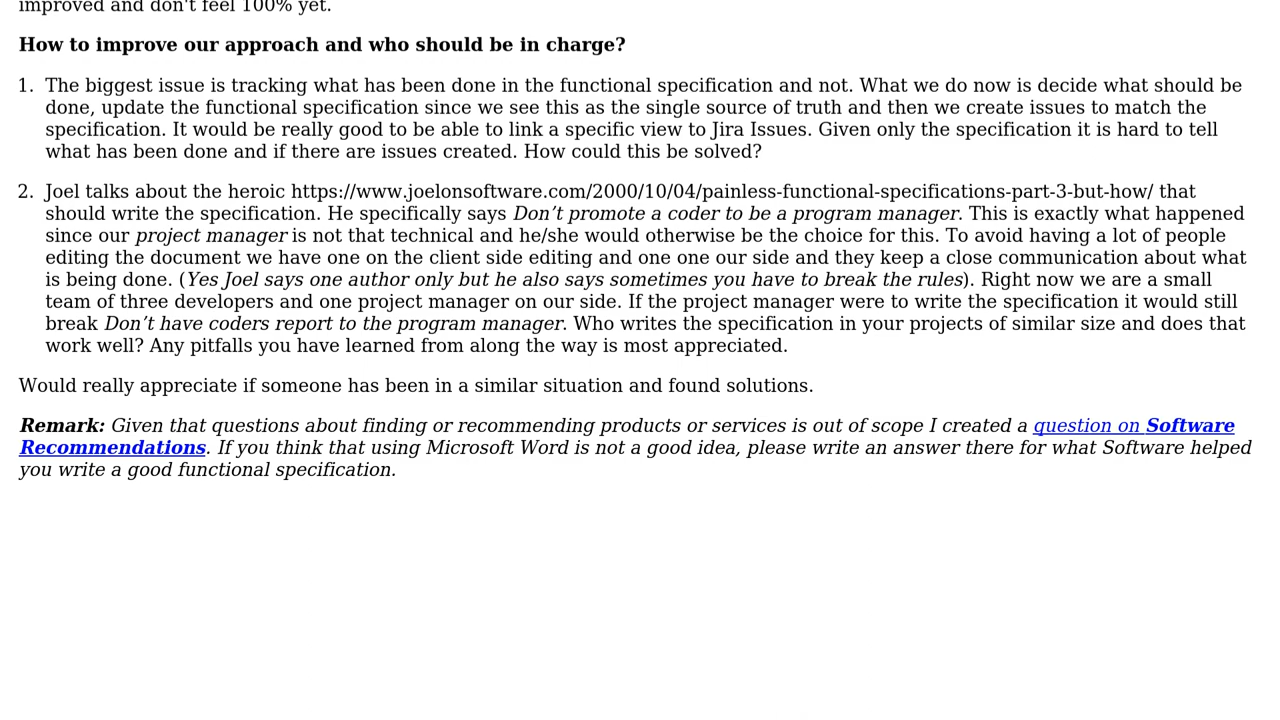 improved and don't feel 100% yet.
How to improve our approach and who should be in charge?
1. The biggest issue is tracking what has been done in the functional specification and not. What we do now is decide what should be
done, update the functional specification since we see this as the single source of truth and then we create issues to match the
specification. It would be really good to be able to link a specific view to Jira Issues. Given only the specification it is hard to tell
what has been done and if there are issues created. How could this be solved?
2. Joel talks about the heroic https://www.joelonsoftware.com/2000/10/04/painless-functional-specifications-part-3-but-how/ that
should write the specification. He specifically says Don’t promote a coder to be a program manager. This is exactly what happened
since our project manager is not that technical and he/she would otherwise be the choice for this. To avoid having a lot of people
editing the document we have one on the client side editing and one one our side and they keep a close communication about what
is being done. (Yes Joel says one author only but he also says sometimes you have to break the rules). Right now we are a small
team of three developers and one project manager on our side. If the project manager were to write the specification it would still
break Don’t have coders report to the program manager. Who writes the specification in your projects of similar size and does that
work well? Any pitfalls you have learned from along the way is most appreciated.
Would really appreciate if someone has been in a similar situation and found solutions.
Remark: Given that questions about finding or recommending products or services is out of scope I created a question on Software
Recommendations. If you think that using Microsoft Word is not a good idea, please write an answer there for what Software helped
you write a good functional specification.